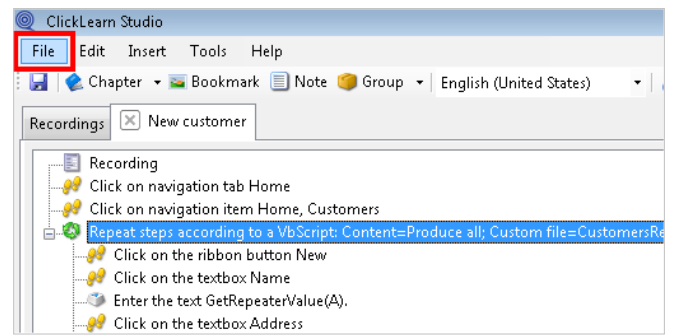 ClickLearn Studio
File Edit Insert Tools Help
Chapter Bookmark Note Group English (United States)
Recordings New customer
Recording
Click on navigation tab Home
Click on navigation item Home, Customers
Repeat steps according to a VbScript: Content=Produce all; Custom file=CustomersRe
Click on the ribbon button New
Click on the textbox Name
Enter the text GetRepeaterValue(A).
Click on the textbox Address